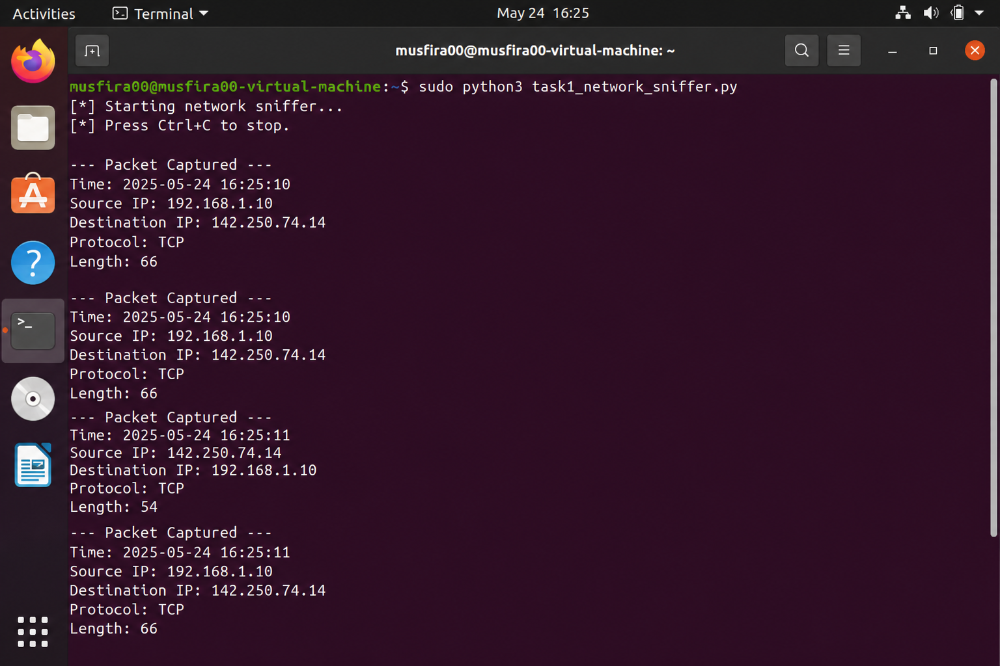 Activities
Terminal
May 24 16:25
musfira00@musfira00-virtual-machine: ~
musfira00@musfira00-virtual-machine:~$ sudo python3 task1_network_sniffer.py
[*] Starting network sniffer...
[*] Press Ctrl+C to stop.
--- Packet Captured ---
Time: 2025-05-24 16:25:10
Source IP: 192.168.1.10
Destination IP: 142.250.74.14
Protocol: TCP
Length: 66
--- Packet Captured ---
Time: 2025-05-24 16:25:10
Source IP: 192.168.1.10
Destination IP: 142.250.74.14
Protocol: TCP
Length: 66
--- Packet Captured ---
Time: 2025-05-24 16:25:11
Source IP: 142.250.74.14
Destination IP: 192.168.1.10
Protocol: TCP
Length: 54
--- Packet Captured ---
Time: 2025-05-24 16:25:11
Source IP: 192.168.1.10
Destination IP: 142.250.74.14
Protocol: TCP
Length: 66